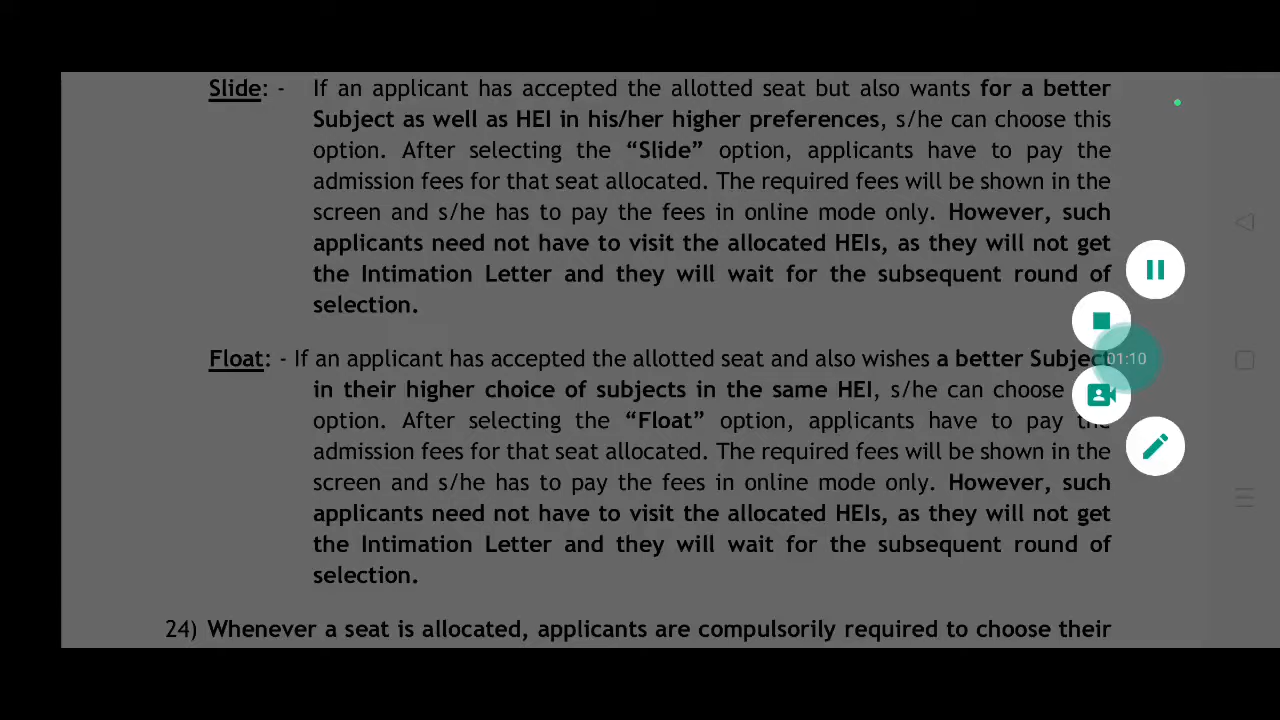 Slide: - If an applicant has accepted the allotted seat but also wants for a better
Subject as well as HEI in his/her higher preferences, s/he can choose this
option. After selecting the “Slide” option, applicants have to pay the
admission fees for that seat allocated. The required fees will be shown in the
screen and s/he has to pay the fees in online mode only. However, such
applicants need not have to visit the allocated HEIs, as they will not get
the Intimation Letter and they will wait for the subsequent round of
selection.
Float: - If an applicant has accepted the allotted seat and also wishes a better Subject
in their higher choice of subjects in the same HEI, s/he can choose
option. After selecting the “Float” option, applicants have to pay the
admission fees for that seat allocated. The required fees will be shown in the
screen and s/he has to pay the fees in online mode only. However, such
applicants need not have to visit the allocated HEIs, as they will not get
the Intimation Letter and they will wait for the subsequent round of
selection.
24) Whenever a seat is allocated, applicants are compulsorily required to choose their
01:10